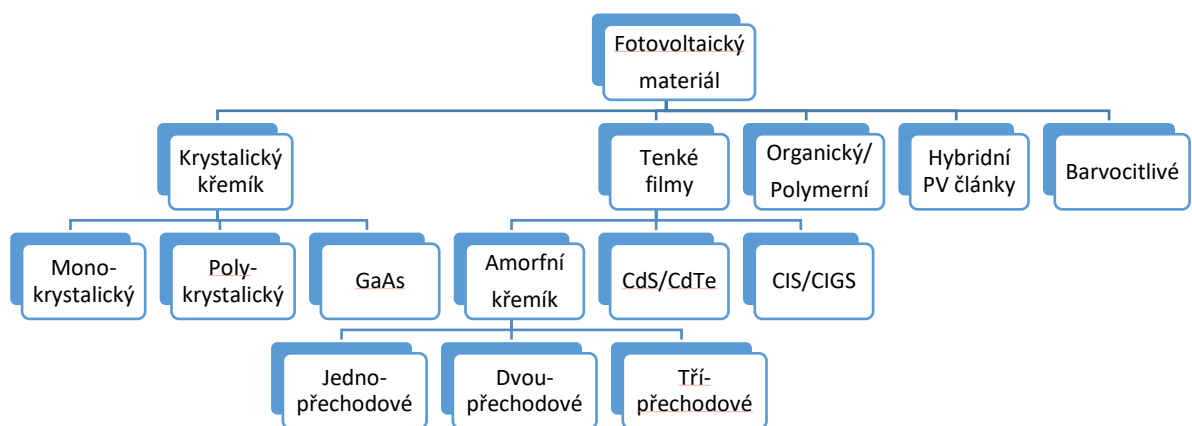 Fotovoltaický
materiál
Krystalický
křemík
Tenké
filmy
Organický/
Polymerní
Hybridní
PV články
Barvocitlivé
Mono-
krystalický
Poly-
krystalický
GaAs
Amorfní
křemík
CdS/CdTe
CIS/CIGS
Jedno-
přechodové
Dvou-
přechodové
Tří-
přechodové